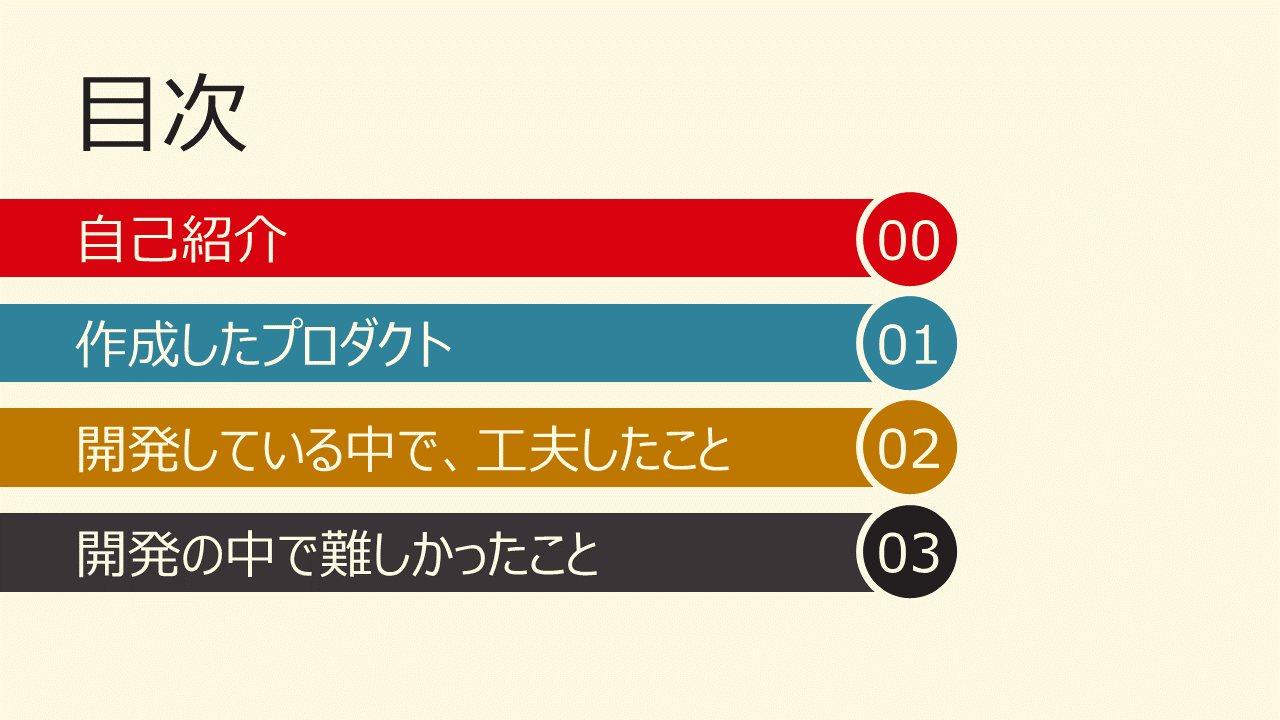 目次
自己紹介 00
作成したプロダクト 01
開発している中で、工夫したこと 02
開発の中で難しかったこと 03